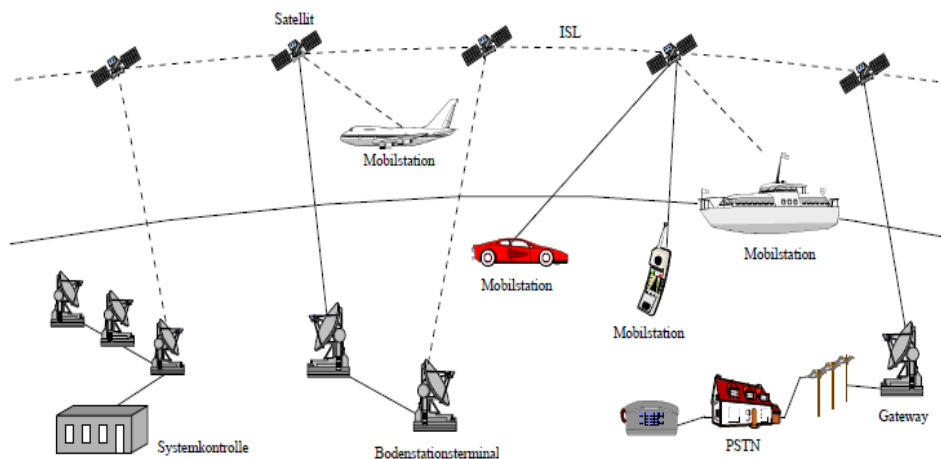 Satellit
ISL
Mobilstation
Mobilstation
Mobilstation
Mobilstation
Systemkontrolle
Bodenstationsterminal
PSTN
Gateway